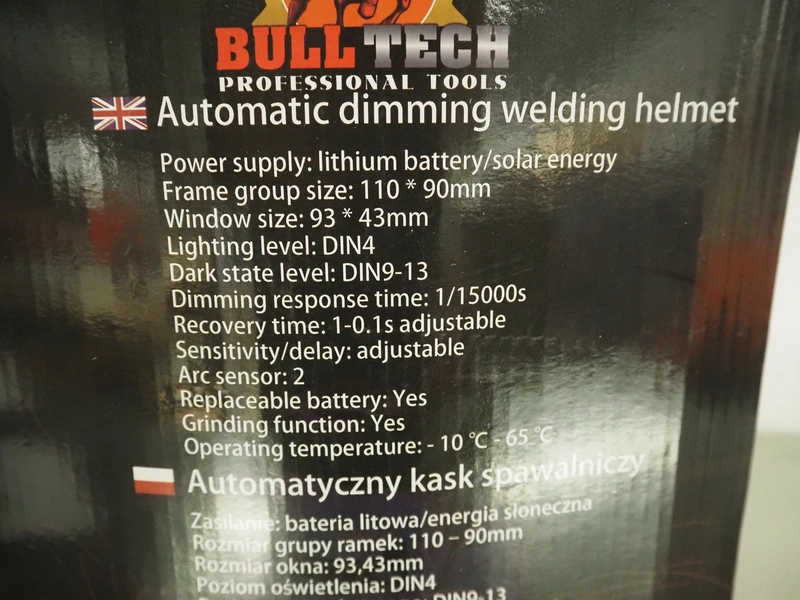 BULL TECH
PROFESSIONAL TOOLS
Automatic dimming welding helmet
Power supply: lithium battery/solar energy
Frame group size: 110 * 90mm
Window size: 93 * 43mm
Lighting level: DIN4
Dark state level: DIN9-13
Dimming response time: 1/15000s
Recovery time: 1-0.1s adjustable
Sensitivity/delay: adjustable
Arc sensor: 2
Replaceable battery: Yes
Grinding function: Yes
Operating temperature: - 10 °C - 65 °C
Automatyczny kask spawalniczy
Zasilanie: bateria litowa/energia słoneczna
Rozmiar grupy ramek: 110 – 90mm
Rozmiar okna: 93,43mm
Poziom oświetlenia: DIN4
DIN9-13